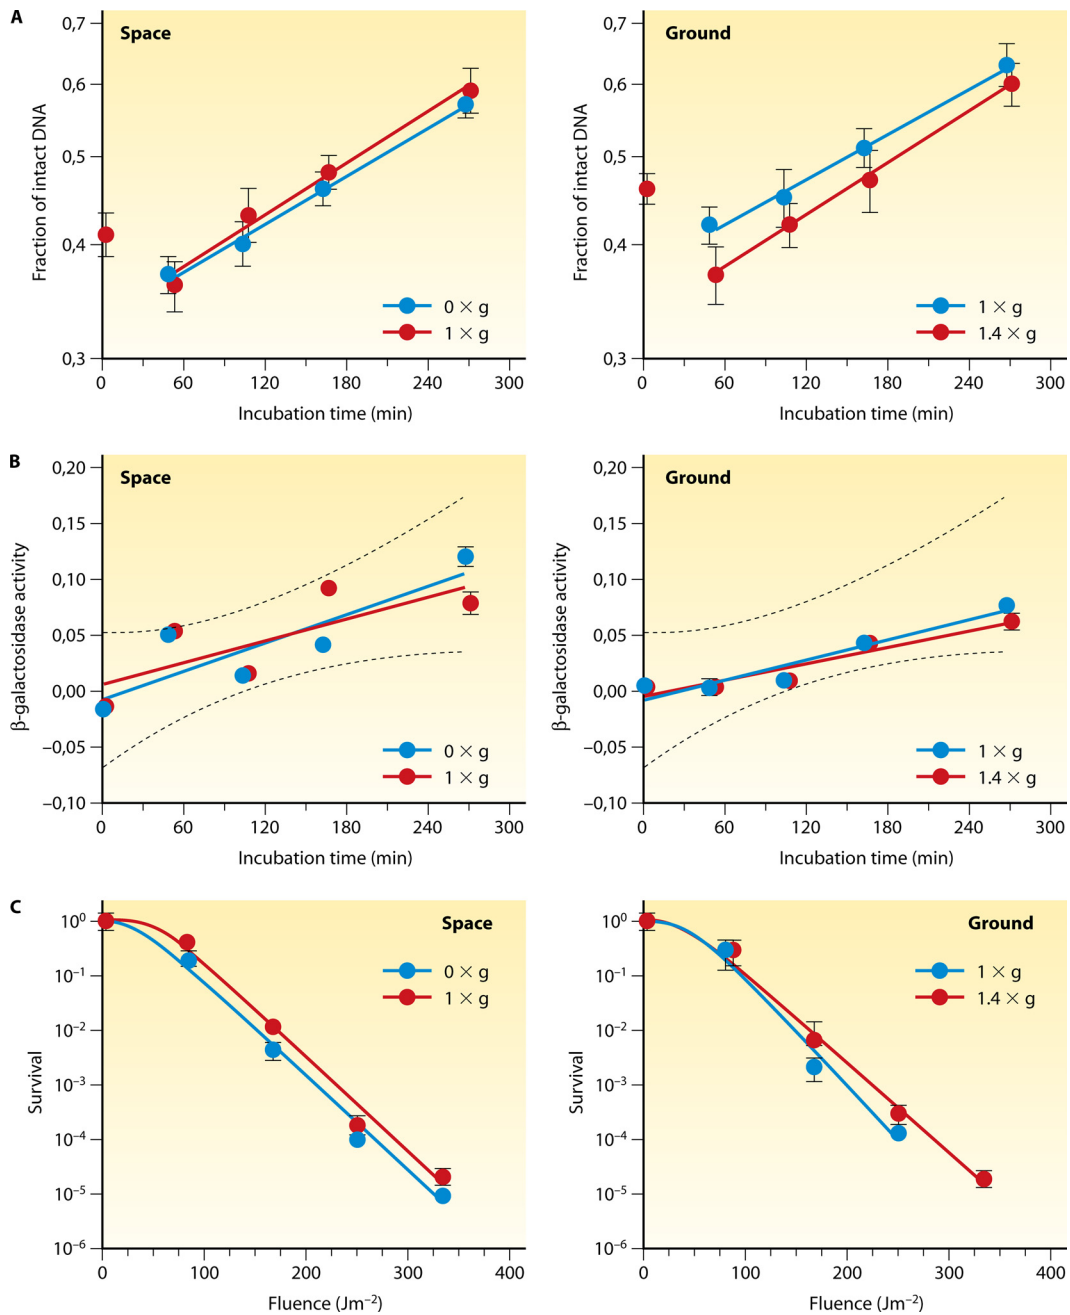 A
Space
Fraction of intact DNA
0,7
0,6
0,5
0,4
0,3
0 × g
1 × g
0 60 120 180 240 300
Incubation time (min)
Ground
Fraction of intact DNA
0,7
0,6
0,5
0,4
0,3
1 × g
1.4 × g
0 60 120 180 240 300
Incubation time (min)
B
Space
β-galactosidase activity
0,20
0,15
0,10
0,05
0,00
–0,05
–0,10
0 × g
1 × g
0 60 120 180 240 300
Incubation time (min)
Ground
β-galactosidase activity
0,20
0,15
0,10
0,05
0,00
–0,05
–0,10
1 × g
1.4 × g
0 60 120 180 240 300
Incubation time (min)
C
Space
Survival
10⁰
10⁻¹
10⁻²
10⁻³
10⁻⁴
10⁻⁵
10⁻⁶
0 × g
1 × g
0 100 200 300 400
Fluence (Jm⁻²)
Ground
Survival
10⁰
10⁻¹
10⁻²
10⁻³
10⁻⁴
10⁻⁵
10⁻⁶
1 × g
1.4 × g
0 100 200 300 400
Fluence (Jm⁻²)